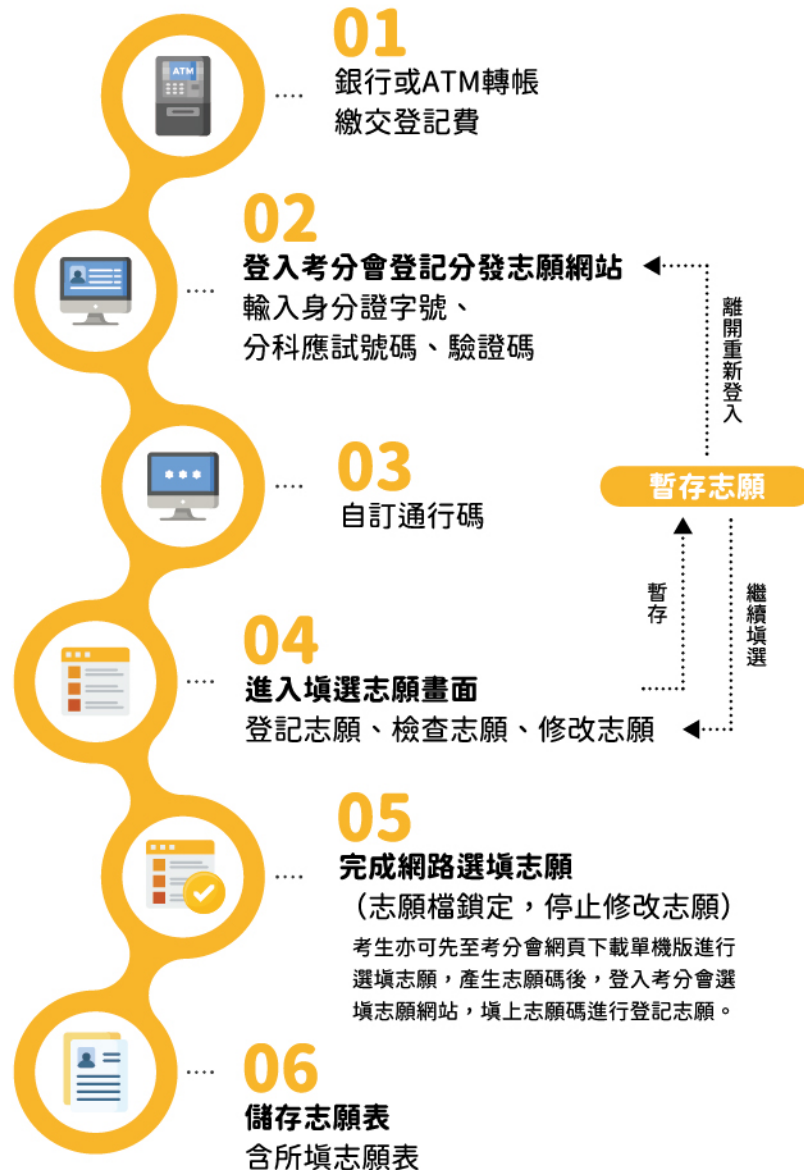 01
ATM
銀行或ATM轉帳
繳交登記費
02
登入考分會登記分發志願網站
輸入身分證字號、
分科應試號碼、驗證碼
離開重新登入
03
自訂通行碼
暫存志願
暫存
繼續填選
04
進入填選志願畫面
登記志願、檢查志願、修改志願
05
完成網路選填志願
（志願檔鎖定，停止修改志願）
考生亦可先至考分會網頁下載單機版進行
選填志願，產生志願碼後，登入考分會選
填志願網站，填上志願碼進行登記志願。
06
儲存志願表
含所填志願表